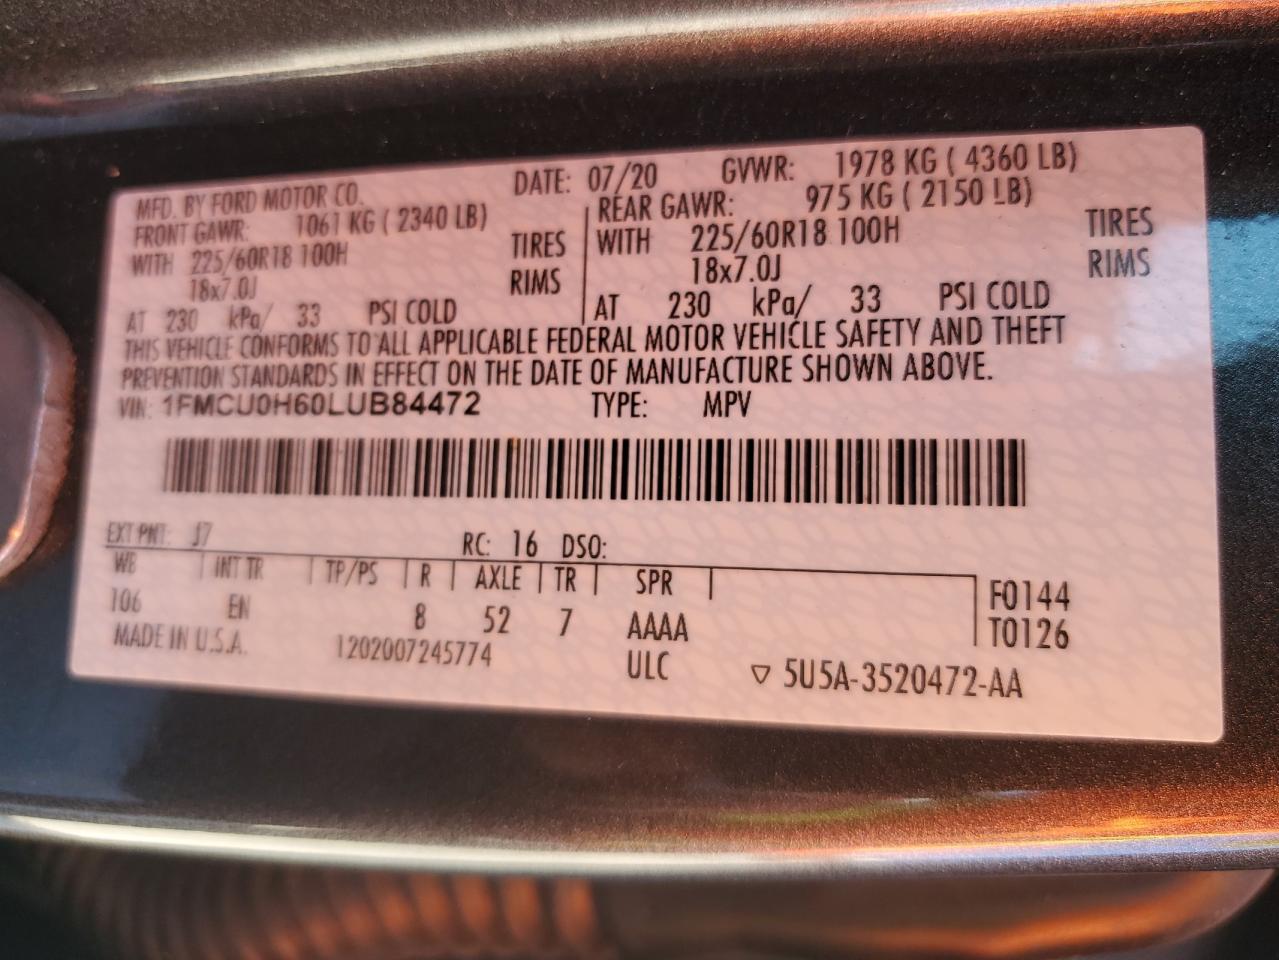 MFD. BY FORD MOTOR CO. DATE: 07/20 GVWR: 1978 KG ( 4360 LB)
FRONT GAWR: 1061 KG ( 2340 LB) REAR GAWR: 975 KG ( 2150 LB)
WITH 225/60R18 100H TIRES WITH 225/60R18 100H TIRES
18x7.0J RIMS 18x7.0J RIMS
AT 230 kPa/ 33 PSI COLD AT 230 kPa/ 33 PSI COLD
THIS VEHICLE CONFORMS TO ALL APPLICABLE FEDERAL MOTOR VEHICLE SAFETY AND THEFT
PREVENTION STANDARDS IN EFFECT ON THE DATE OF MANUFACTURE SHOWN ABOVE.
VIN: 1FMCU0H60LUB84472 TYPE: MPV
EXT PNT: J7 RC: 16 DSO:
WB INT TR TP/PS R AXLE TR SPR F0144
106 EN 8 52 7 AAAA T0126
MADE IN U.S.A. 1202007245774 ULC ▽ 5U5A-3520472-AA